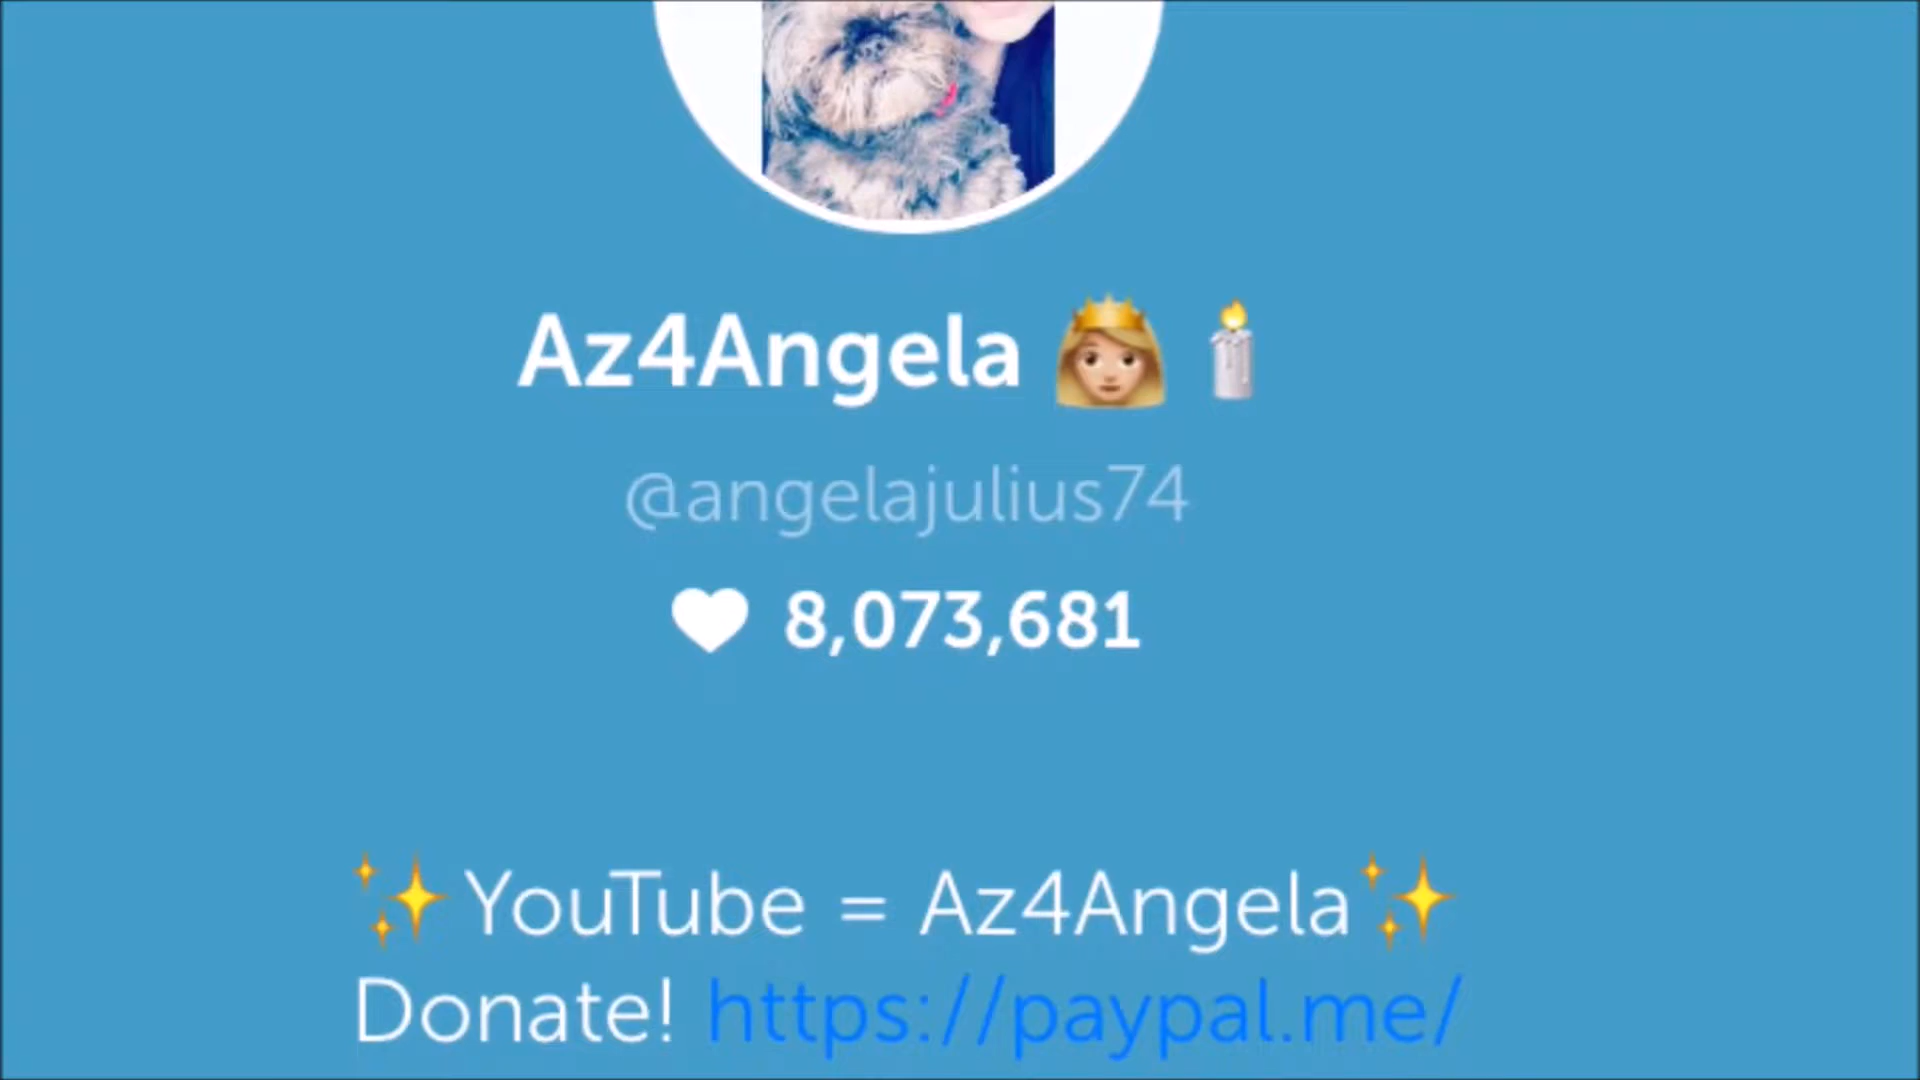 Az4Angela 👸🏼 🕯
@angelajulius74
8,073,681
✨YouTube = Az4Angela✨
Donate! https://paypal.me/